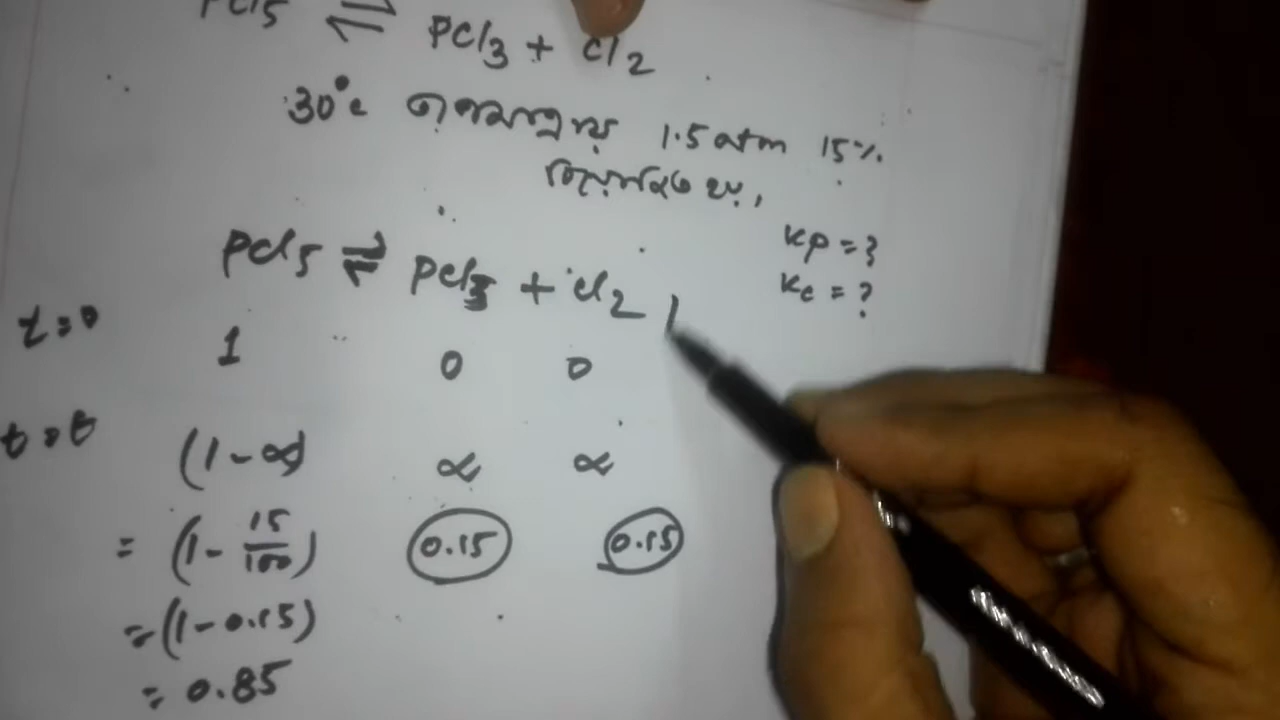 PCl5 ⇌ PCl3 + Cl2
30°c তাপমাত্রায় 1.5 atm 15%
বিয়োজিত হয়,
Kp = ?
PCl5 ⇌ PCl3 + Cl2
Kc = ?
t=0 1 0 0
t=t (1-α) α α
= (1 - 15/100) 0.15 0.15
= (1-0.15)
= 0.85